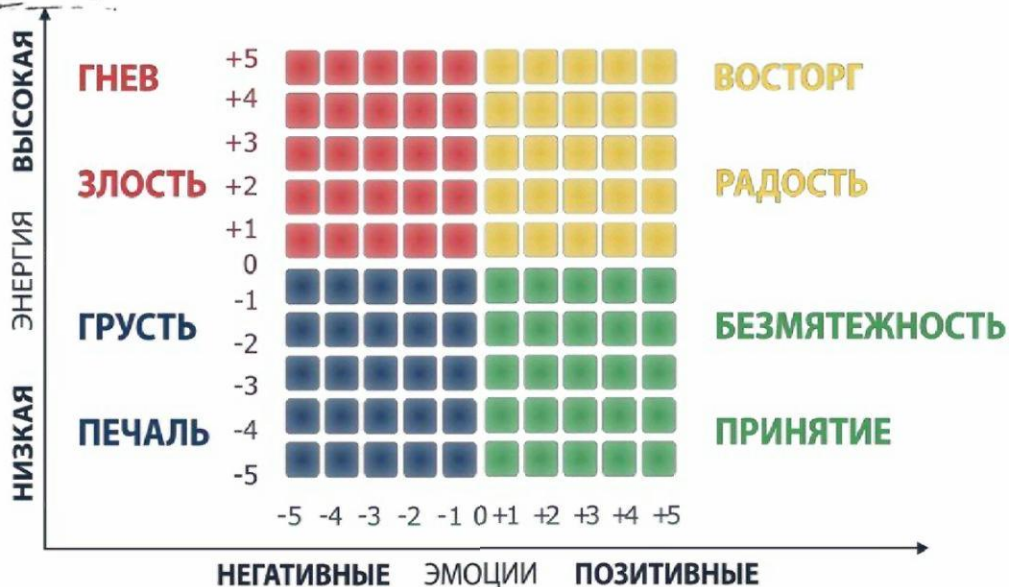 ВЫСОКАЯ
ЭНЕРГИЯ
НИЗКАЯ
ГНЕВ
ЗЛОСТЬ
ГРУСТЬ
ПЕЧАЛЬ
+5
+4
+3
+2
+1
0
-1
-2
-3
-4
-5
ВОСТОРГ
РАДОСТЬ
БЕЗМЯТЕЖНОСТЬ
ПРИНЯТИЕ
-5 -4 -3 -2 -1 0 +1 +2 +3 +4 +5
НЕГАТИВНЫЕ ЭМОЦИИ ПОЗИТИВНЫЕ